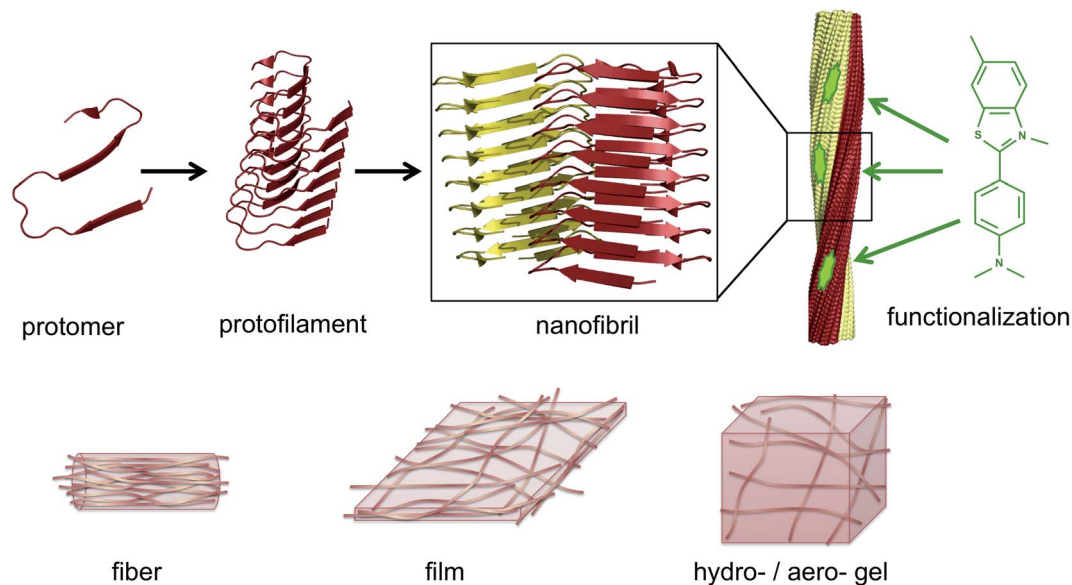 S
N
N
protomer
protofilament
nanofibril
functionalization
fiber
film
hydro- / aero- gel